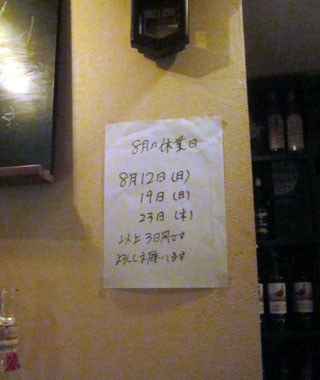 8月の休業日
8月12日(日)
19日(日)
23日(木)
以上3日間です
よろしくお願いします